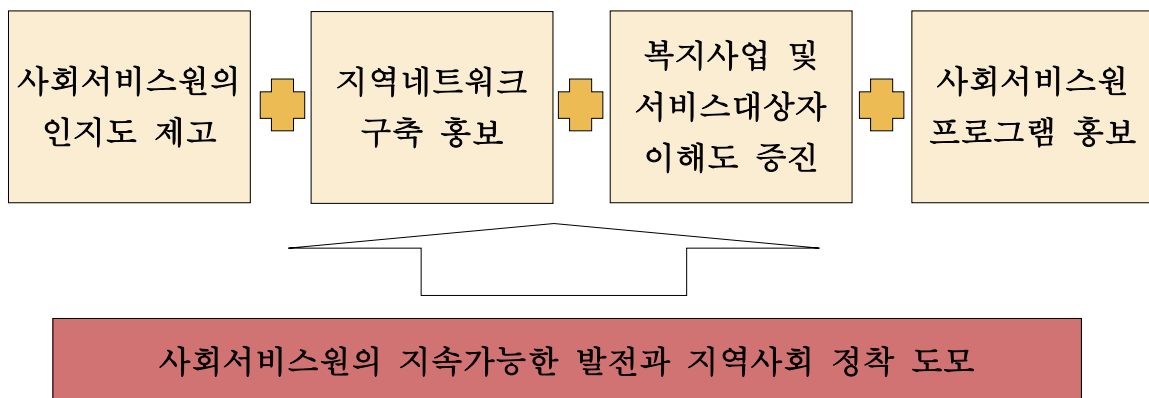 사회서비스원의
인지도 제고
지역네트워크
구축 홍보
복지사업 및
서비스대상자
이해도 증진
사회서비스원
프로그램 홍보
사회서비스원의 지속가능한 발전과 지역사회 정착 도모